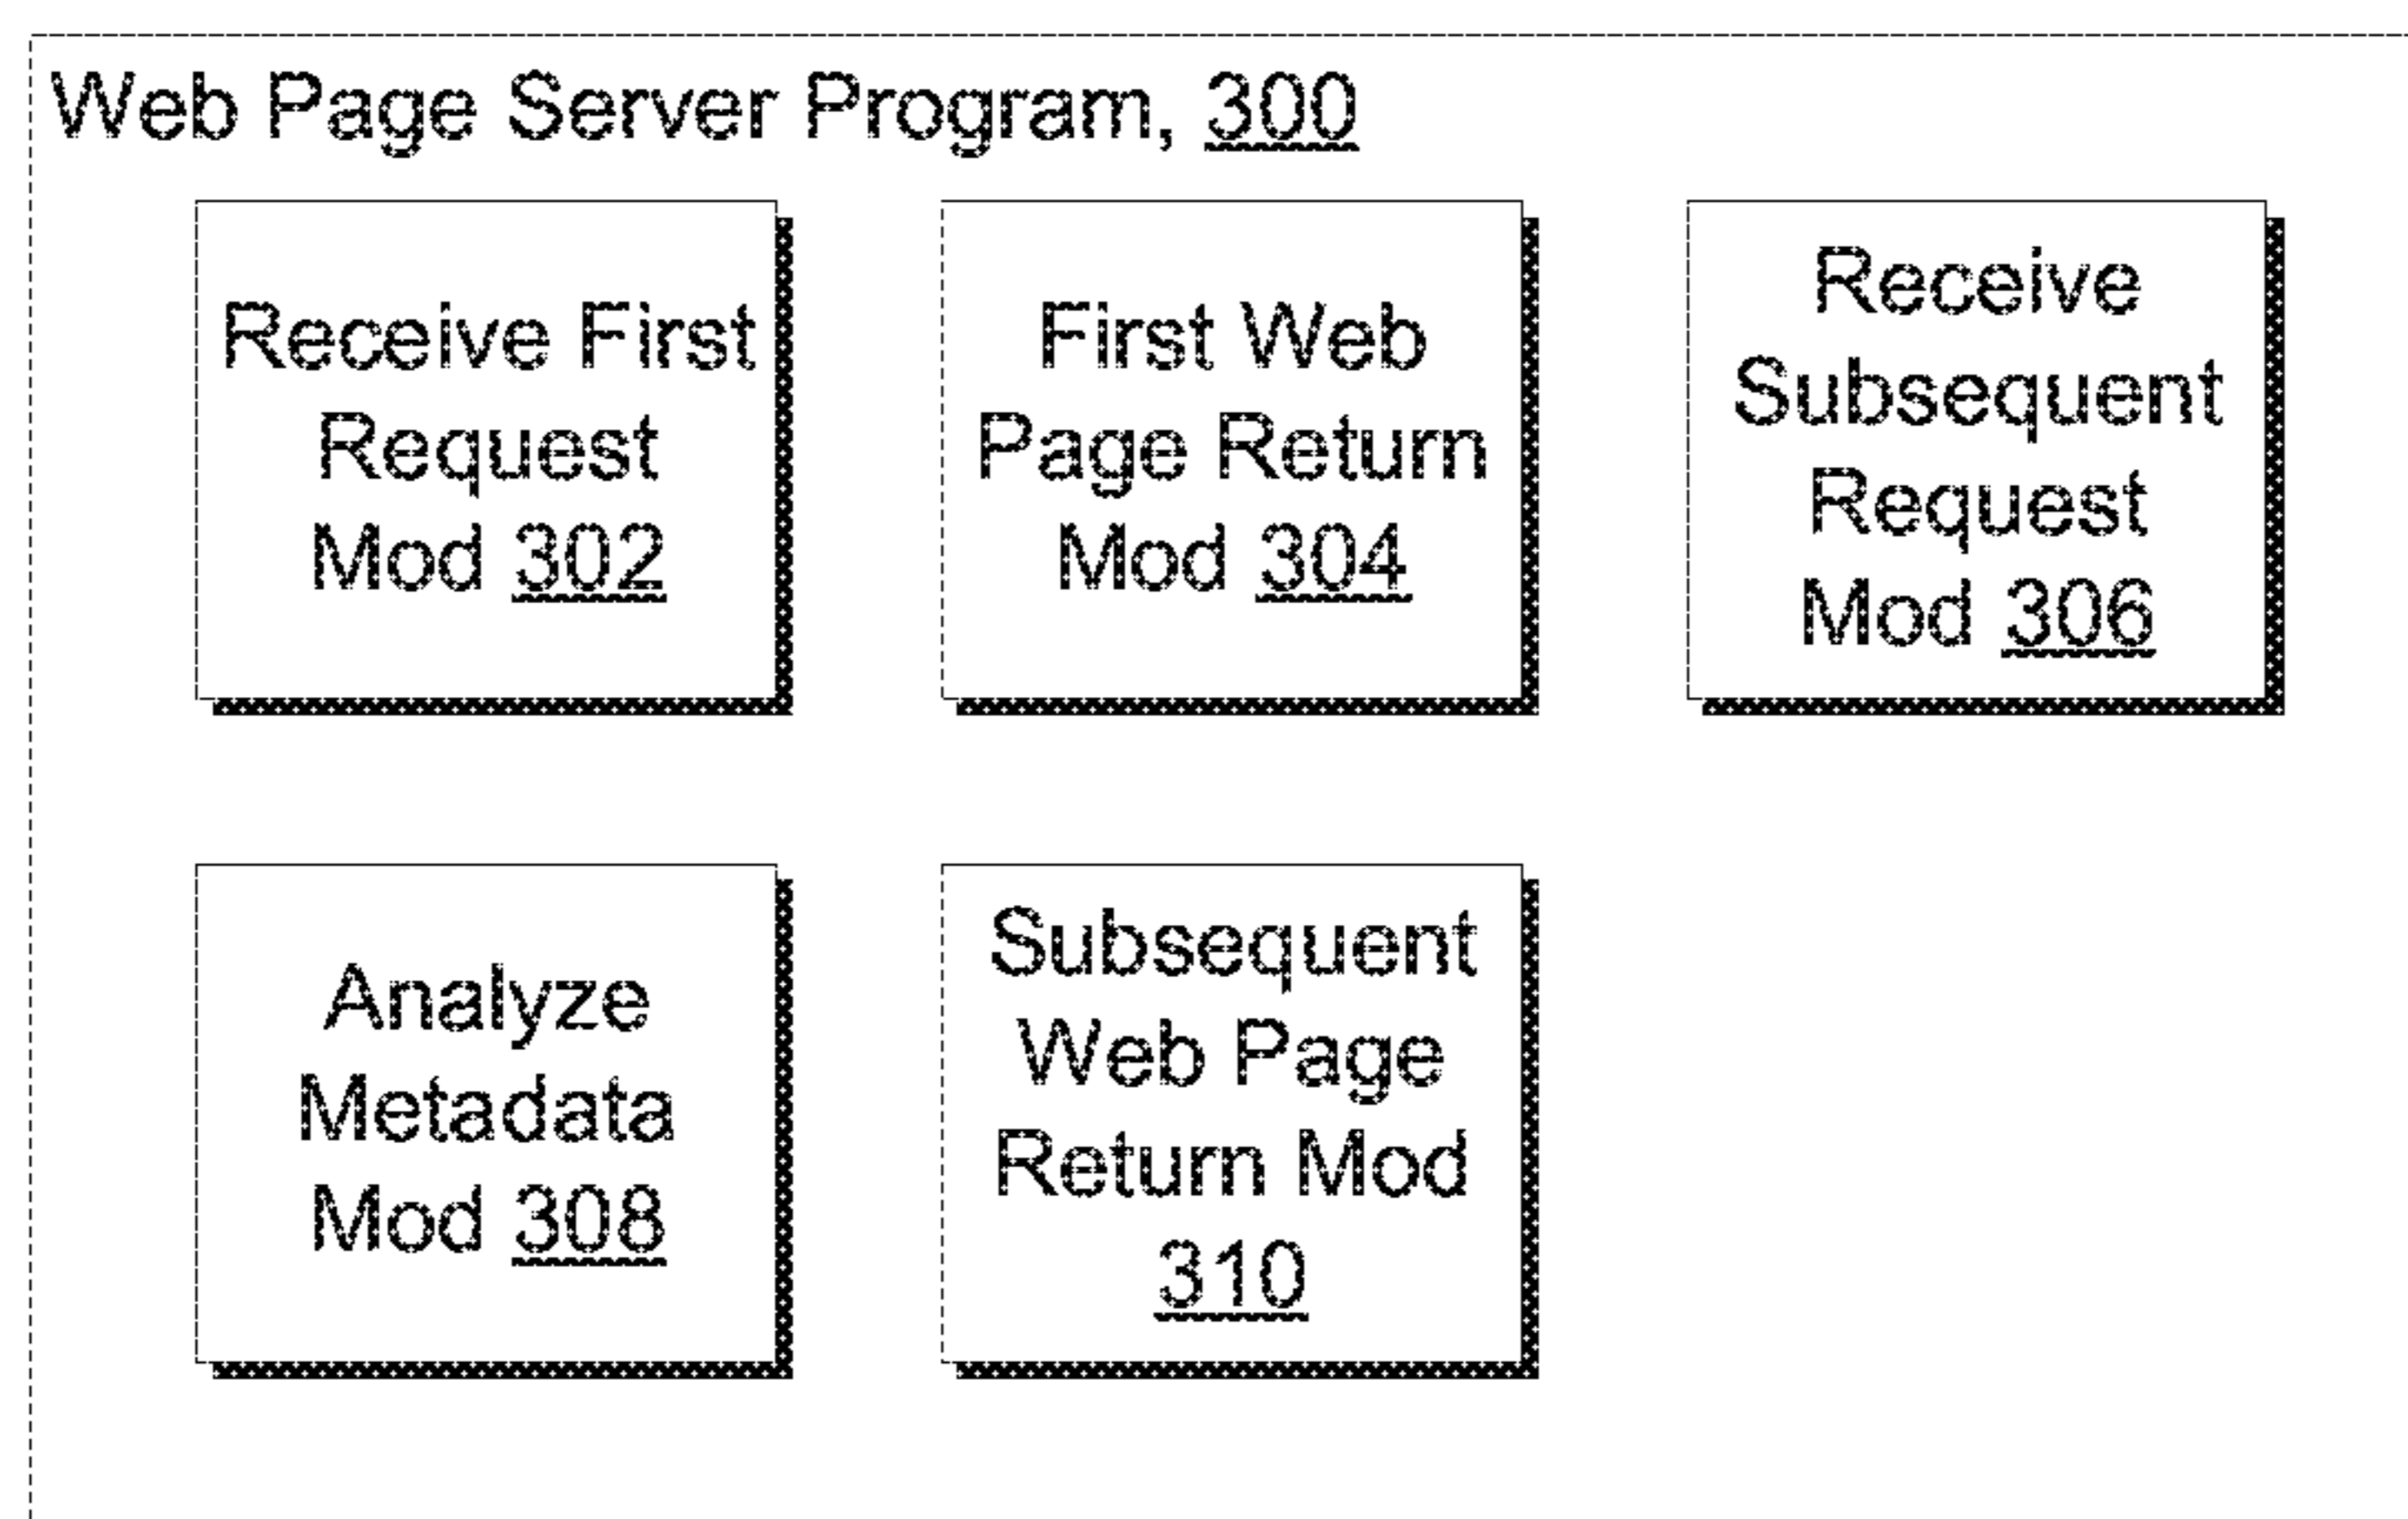 Web Page Server Program, 300
Receive First
Request
Mod 302
First Web
Page Return
Mod 304
Receive
Subsequent
Request
Mod 306
Analyze
Metadata
Mod 308
Subsequent
Web Page
Return Mod
310